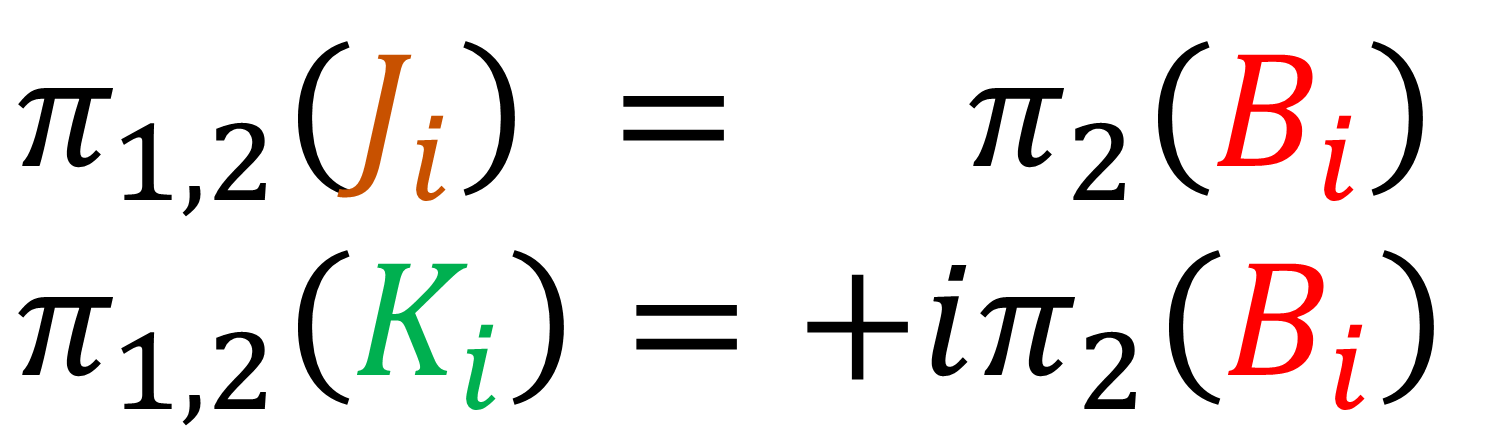 π₁,₂(Jᵢ) = π₂(Bᵢ)
π₁,₂(Kᵢ) = +iπ₂(Bᵢ)